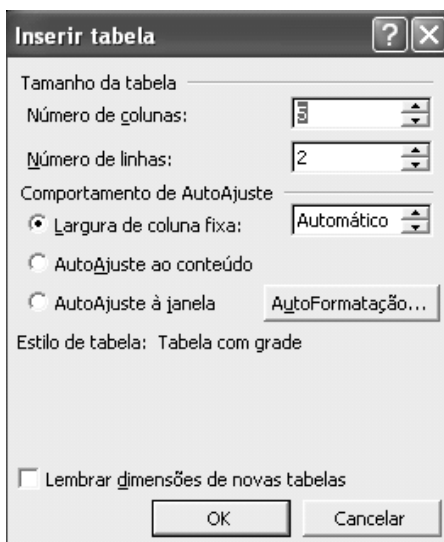 Inserir tabela
Tamanho da tabela
Número de colunas: 5
Número de linhas: 2
Comportamento de AutoAjuste
Largura de coluna fixa: Automático
AutoAjuste ao conteúdo
AutoAjuste à janela AutoFormatação...
Estilo de tabela: Tabela com grade
Lembrar dimensões de novas tabelas
OK Cancelar